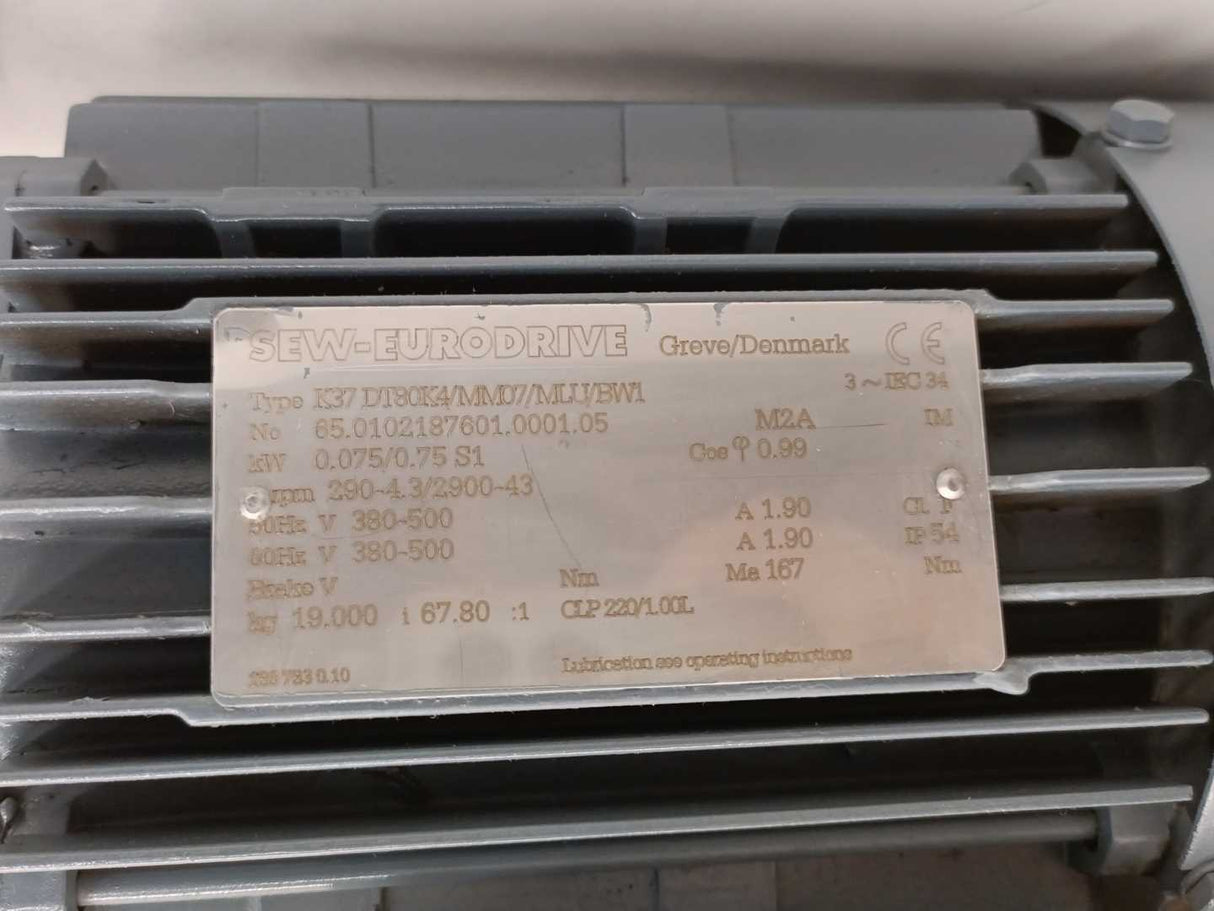 SEW-EURODRIVE Greve/Denmark CE
Type K37 DT80K4/MM07/MLU/BW1 3~IEC 34
No 65.0102187601.0001.05 M2A IM
kW 0.075/0.75 S1 Cos φ 0.99
rpm 290-4.3/2900-43
50Hz V 380-500 A 1.90 Cl. F
60Hz V 380-500 A 1.90 IP 54
Brake V Nm Ma 167 Nm
kg 19.000 i 67.80 :1 CLP 220/1.00L
0.10 Lubrication see operating instructions